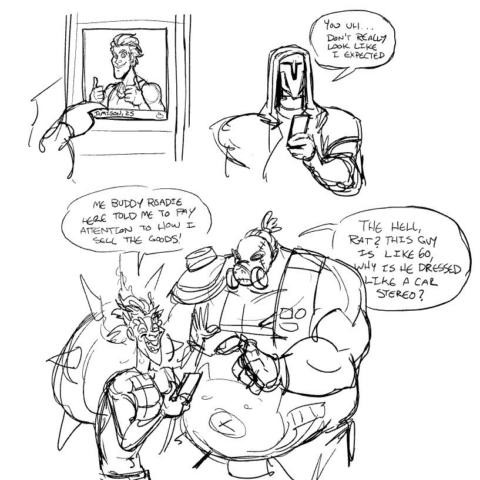 JAMISON, 25
YOU UH...
DON'T REALLY
LOOK LIKE
I EXPECTED
ME BUDDY ROADIE
HERE TOLD ME TO PAY
ATTENTION TO HOW I
SELL THE GOODS!
THE HELL,
RAT? THIS GUY
IS LIKE 60,
WHY IS HE DRESSED
LIKE A CAR
STEREO?